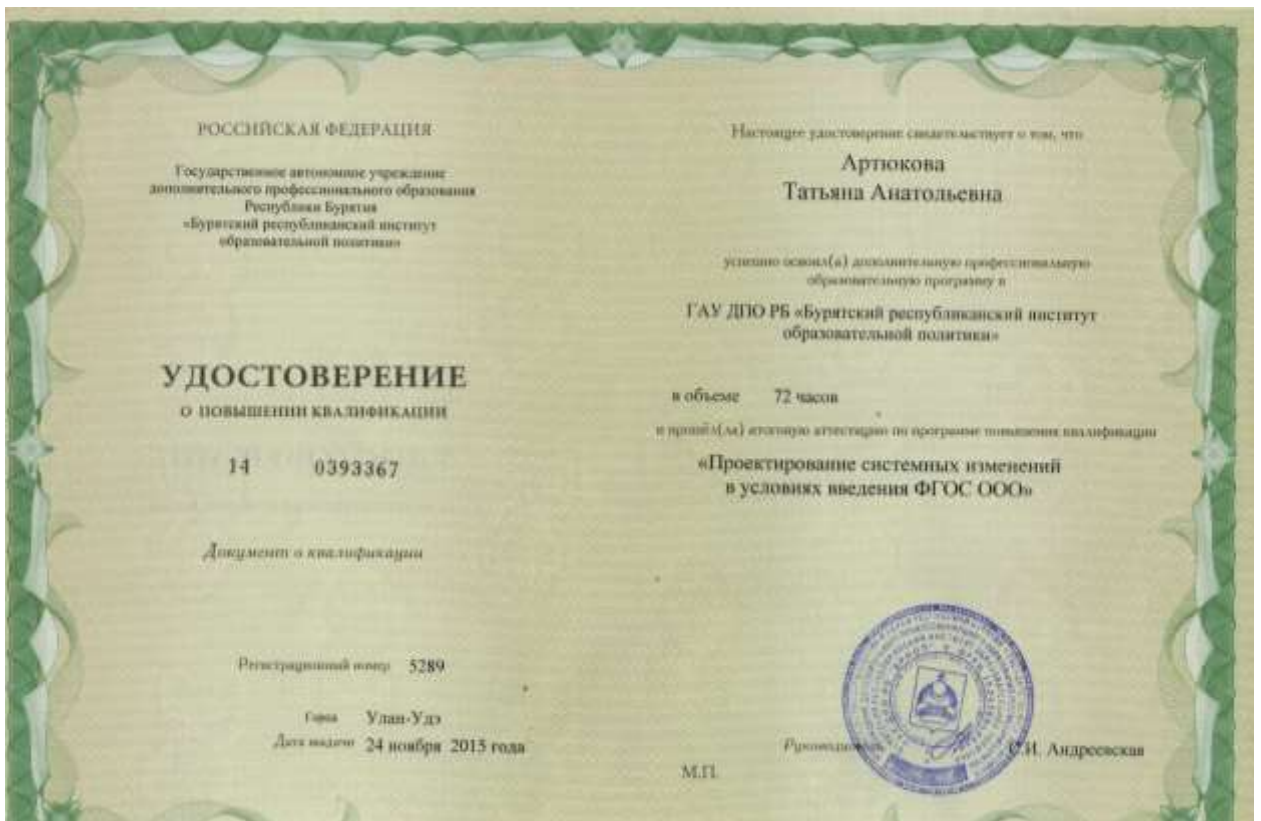 РОССИЙСКАЯ ФЕДЕРАЦИЯ
Государственное автономное учреждение
дополнительного профессионального образования
Республики Бурятия
«Бурятский республиканский институт
образовательной политики»
УДОСТОВЕРЕНИЕ
О ПОВЫШЕНИИ КВАЛИФИКАЦИИ
14 0393367
Документ о квалификации
Регистрационный номер 5289
Город Улан-Удэ
Дата выдачи 24 ноября 2015 года
Настоящее удостоверение свидетельствует о том, что
Артюкова
Татьяна Анатольевна
успешно освоил(а) дополнительную профессиональную
образовательную программу в
ГАУ ДПО РБ «Бурятский республиканский институт
образовательной политики»
в объеме 72 часов
и прошёл(ла) итоговую аттестацию по программе повышения квалификации
«Проектирование системных изменений
в условиях введения ФГОС ООО»
Руководитель С.И. Андреевская
М.П.